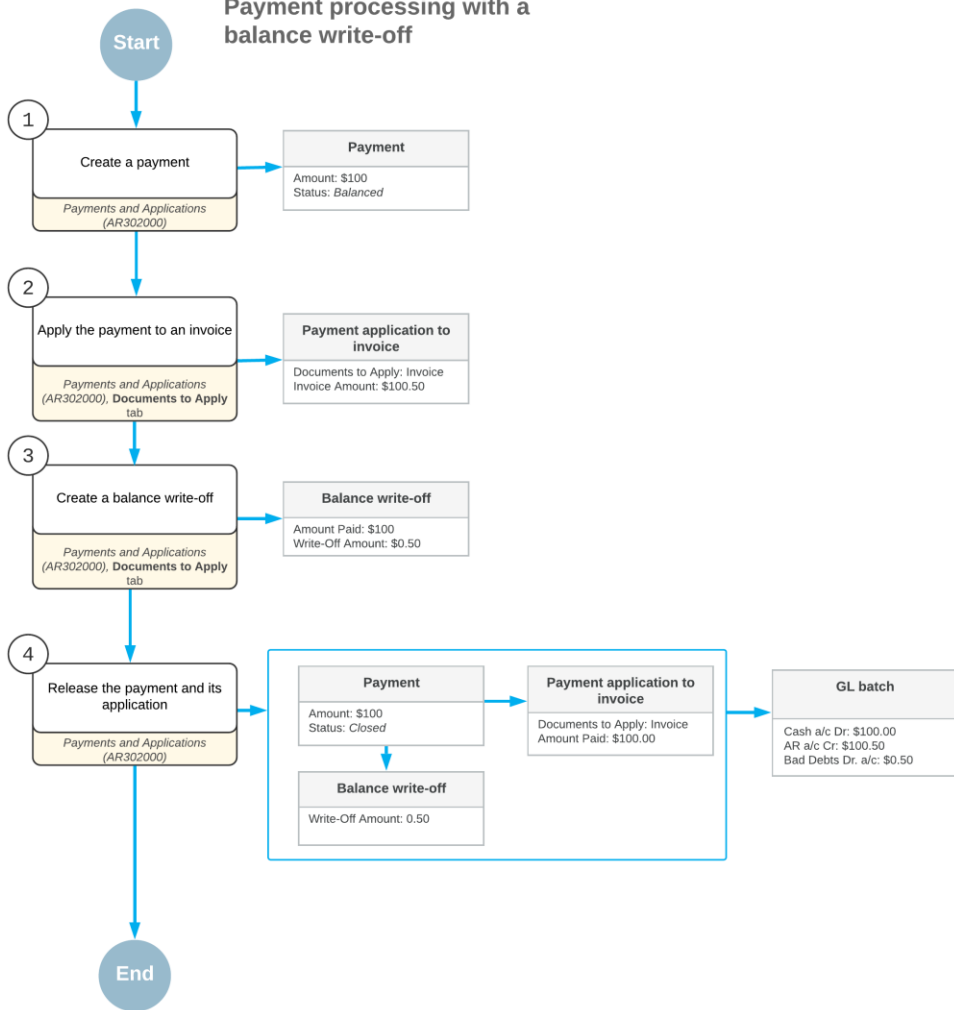 Payment processing with a
balance write-off
Start
1
Create a payment
Payments and Applications
(AR302000)
Payment
Amount: $100
Status: Balanced
2
Apply the payment to an invoice
Payments and Applications
(AR302000), Documents to Apply
tab
Payment application to
invoice
Documents to Apply: Invoice
Invoice Amount: $100.50
3
Create a balance write-off
Payments and Applications
(AR302000), Documents to Apply
tab
Balance write-off
Amount Paid: $100
Write-Off Amount: $0.50
4
Release the payment and its
application
Payments and Applications
(AR302000)
Payment
Amount: $100
Status: Closed
Payment application to
invoice
Documents to Apply: Invoice
Amount Paid: $100.00
Balance write-off
Write-Off Amount: 0.50
GL batch
Cash a/c Dr: $100.00
AR a/c Cr: $100.50
Bad Debts Dr. a/c: $0.50
End